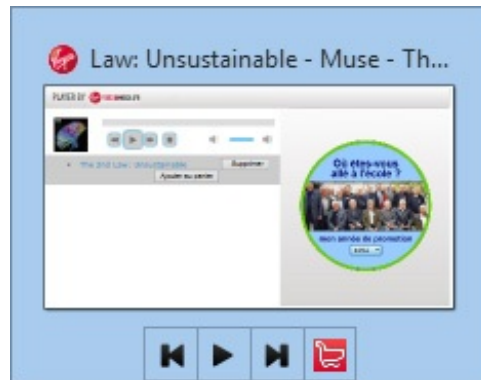 Law: Unsustainable - Muse - Th...
PLAYER BY
The 2nd Law: Unsustainable
Supprimer
Ajouter au panier
Où êtes-vous
allé à l'école ?
mon année de promotion